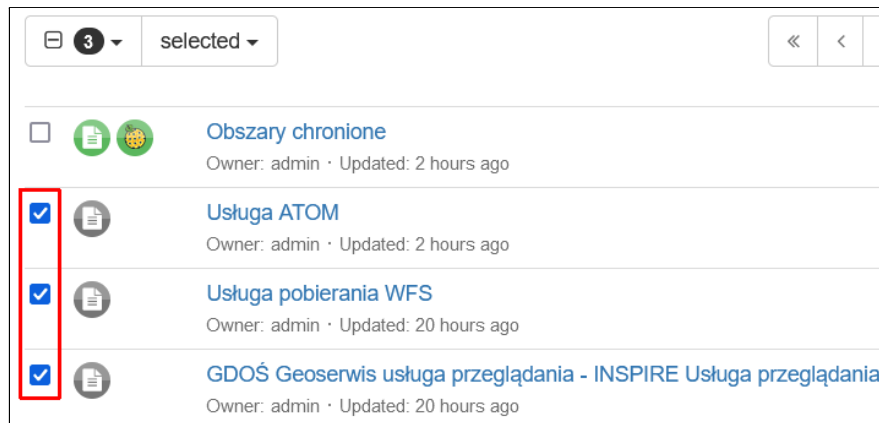 3 selected
« <
Obszary chronione
Owner: admin · Updated: 2 hours ago
Usługa ATOM
Owner: admin · Updated: 2 hours ago
Usługa pobierania WFS
Owner: admin · Updated: 20 hours ago
GDOŚ Geoserwis usługa przeglądania - INSPIRE Usługa przeglądania
Owner: admin · Updated: 20 hours ago